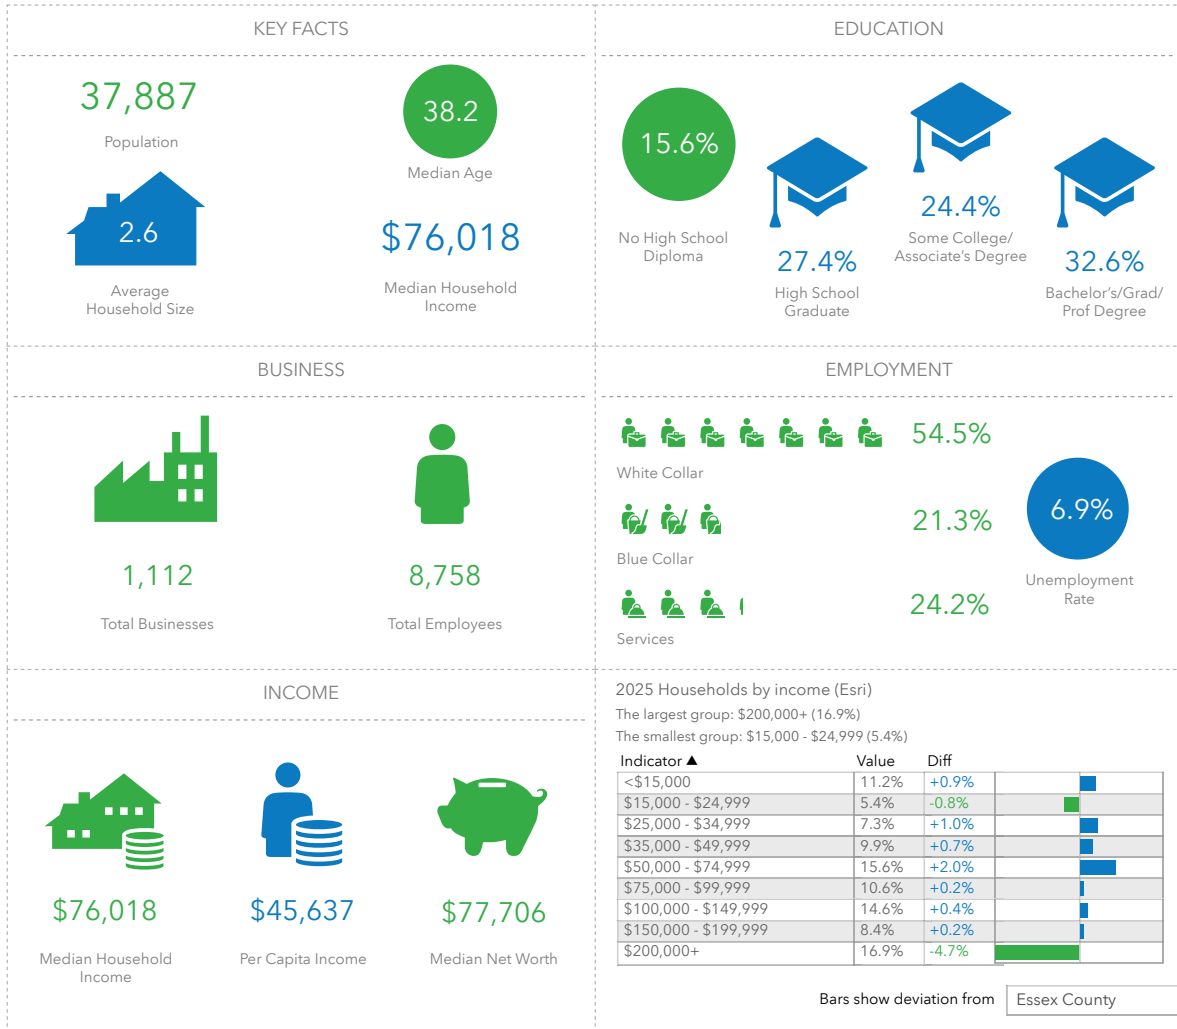 KEY FACTS
37,887
Population
38.2
Median Age
2.6
Average
Household Size
$76,018
Median Household
Income
EDUCATION
15.6%
No High School
Diploma
27.4%
High School
Graduate
24.4%
Some College/
Associate's Degree
32.6%
Bachelor's/Grad/
Prof Degree
BUSINESS
1,112
Total Businesses
8,758
Total Employees
EMPLOYMENT
54.5%
White Collar
21.3%
Blue Collar
24.2%
Services
6.9%
Unemployment
Rate
INCOME
$76,018
Median Household
Income
$45,637
Per Capita Income
$77,706
Median Net Worth
2025 Households by income (Esri)
The largest group: $200,000+ (16.9%)
The smallest group: $15,000 - $24,999 (5.4%)
Indicator ▲ Value Diff
<$15,000 11.2% +0.9%
$15,000 - $24,999 5.4% -0.8%
$25,000 - $34,999 7.3% +1.0%
$35,000 - $49,999 9.9% +0.7%
$50,000 - $74,999 15.6% +2.0%
$75,000 - $99,999 10.6% +0.2%
$100,000 - $149,999 14.6% +0.4%
$150,000 - $199,999 8.4% +0.2%
$200,000+ 16.9% -4.7%
Bars show deviation from Essex County